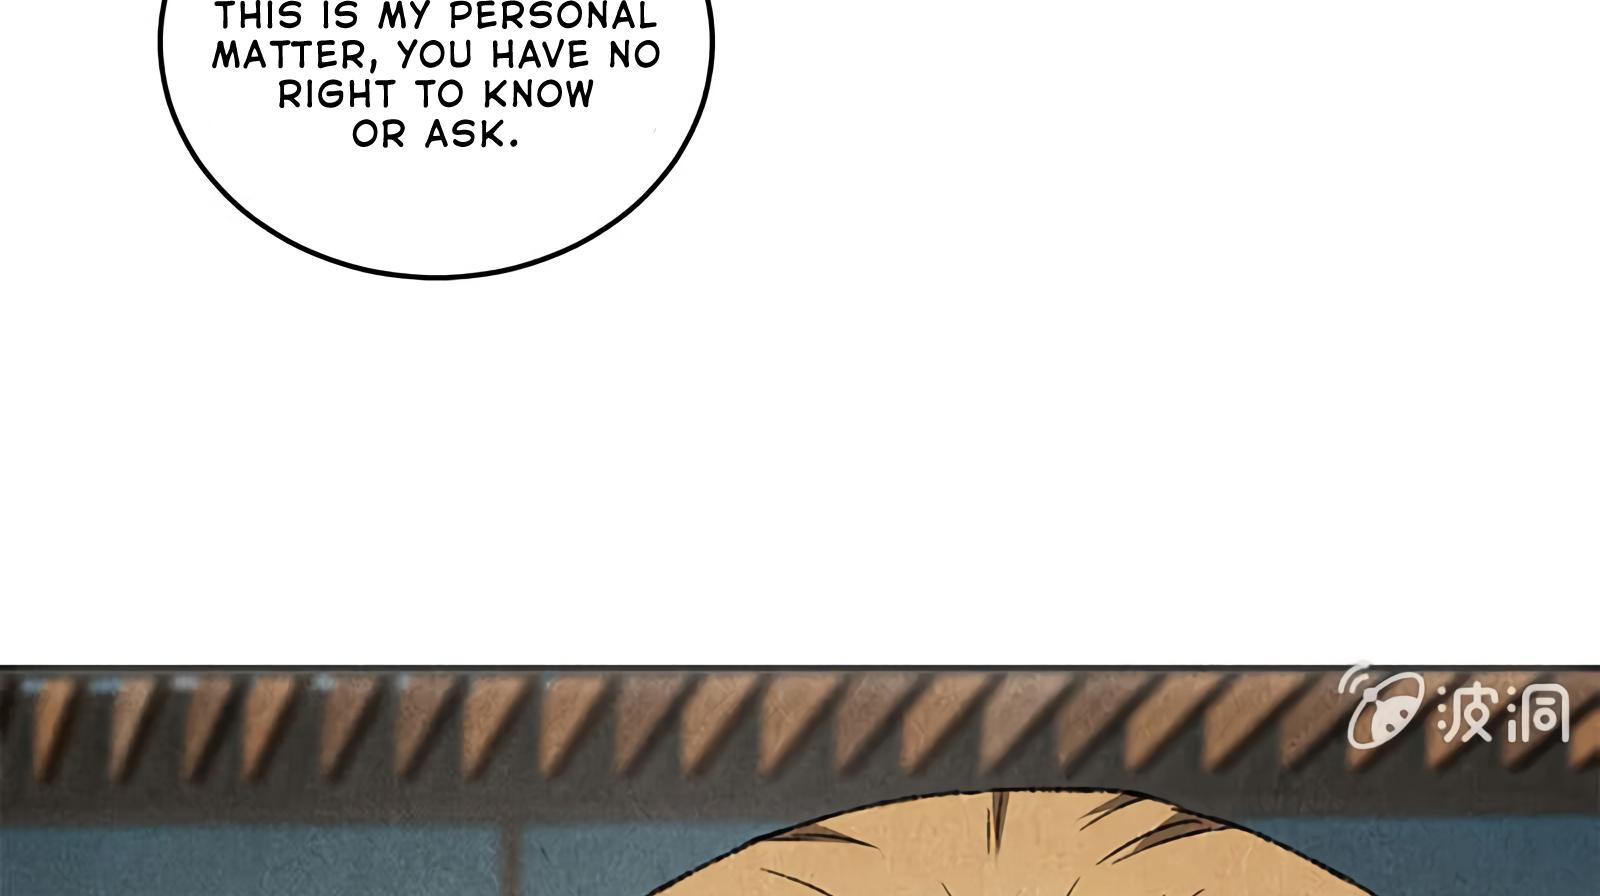 THIS IS MY PERSONAL
MATTER, YOU HAVE NO
RIGHT TO KNOW
OR ASK.
波洞